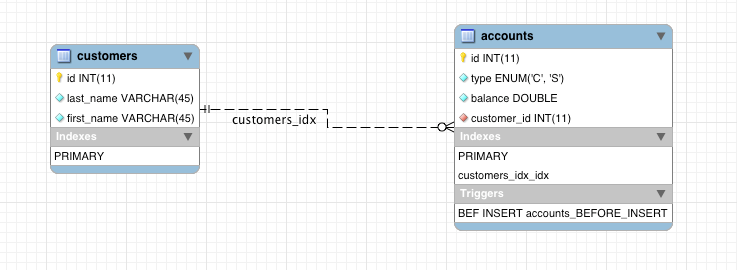 customers
id INT(11)
last_name VARCHAR(45)
first_name VARCHAR(45)
Indexes
PRIMARY
customers_idx
accounts
id INT(11)
type ENUM('C', 'S')
balance DOUBLE
customer_id INT(11)
Indexes
PRIMARY
customers_idx_idx
Triggers
BEF INSERT accounts_BEFORE_INSERT